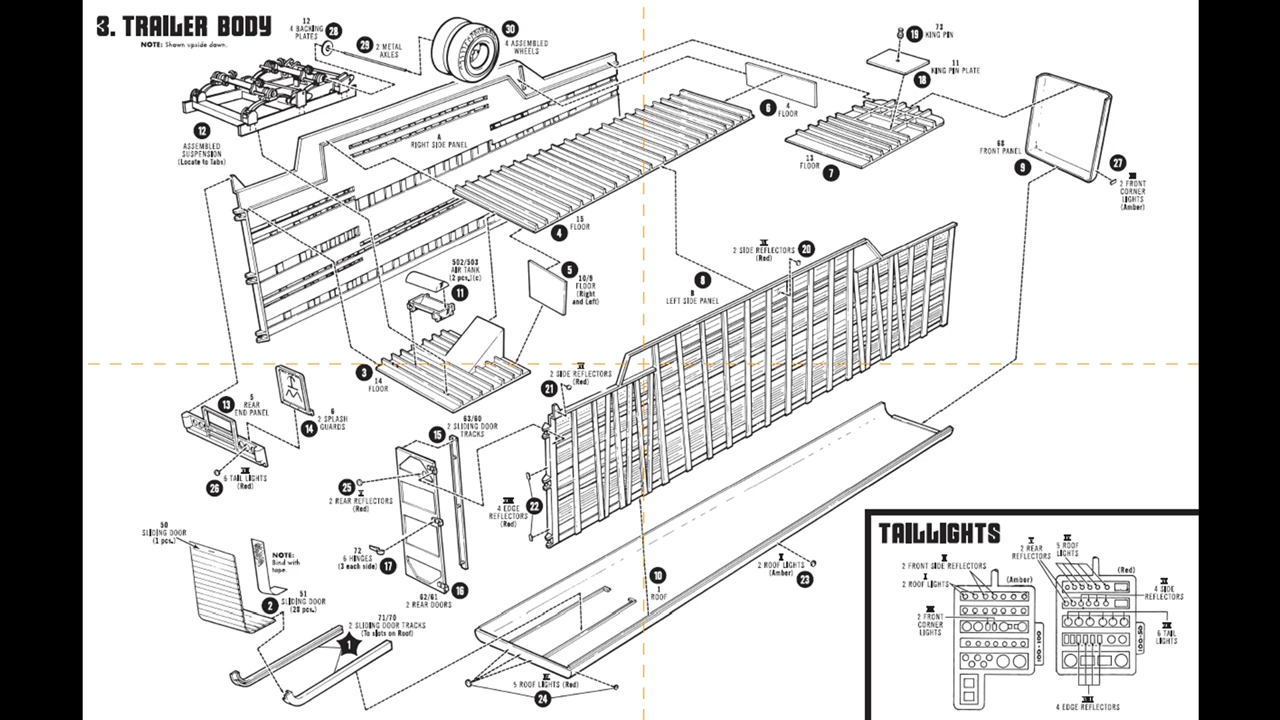 3. TRAILER BODY
NOTE: Shown upside down.
12
4 BACKING
PLATES
28
29
2 METAL
AXLES
30
4 ASSEMBLED
WHEELS
73
KING PIN
19
11
KING PIN PLATE
18
12
ASSEMBLED
SUSPENSION
(Locate to Tabs)
A
RIGHT SIDE PANEL
6
4
FLOOR
13
FLOOR
7
68
FRONT PANEL
9
27
III
2 FRONT
CORNER
LIGHTS
(Amber)
15
FLOOR
4
502/503
AIR TANK
(2 pcs.)(c)
11
5
10/9
FLOOR
(Right
and Left)
2 SIDE REFLECTORS
(Red)
20
8
B
LEFT SIDE PANEL
3
14
FLOOR
2 SIDE REFLECTORS
(Red)
21
5
REAR
END PANEL
13
6
2 SPLASH
GUARDS
14
63/60
2 SLIDING DOOR
TRACKS
15
6 TAIL LIGHTS
(Red)
26
25
2 REAR REFLECTORS
(Red)
4 EDGE
REFLECTORS
(Red)
22
50
SLIDING DOOR
(1 pcs.)
NOTE:
Bind with
tape.
72
6 HINGES
(3 each side)
17
16
62/61
2 REAR DOORS
2
51
SLIDING DOOR
(28 pcs.)
71/70
2 SLIDING DOOR TRACKS
(To slots on Roof)
1
10
1
ROOF
2 ROOF LIGHTS
(Amber)
23
5 ROOF LIGHTS (Red)
24
TAILLIGHTS
2 FRONT SIDE REFLECTORS
2 ROOF LIGHTS
(Amber)
2 FRONT
CORNER
LIGHTS
2 REAR
REFLECTORS
5 ROOF
LIGHTS
(Red)
4 SIDE
REFLECTORS
6 TAIL
LIGHTS
4 EDGE REFLECTORS